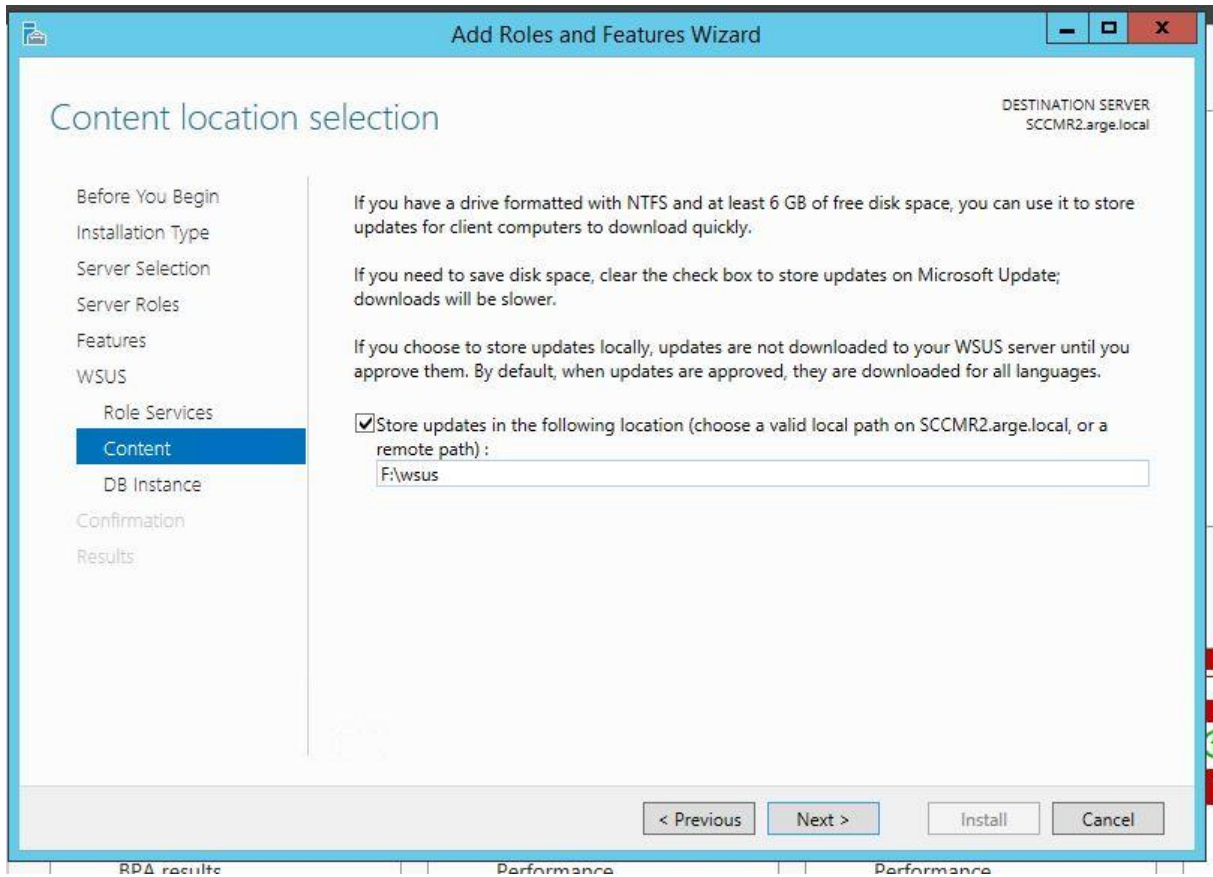 Add Roles and Features Wizard
Content location selection
DESTINATION SERVER
SCCMR2.arge.local
Before You Begin
Installation Type
Server Selection
Server Roles
Features
WSUS
Role Services
Content
DB Instance
Confirmation
Results
If you have a drive formatted with NTFS and at least 6 GB of free disk space, you can use it to store
updates for client computers to download quickly.
If you need to save disk space, clear the check box to store updates on Microsoft Update;
downloads will be slower.
If you choose to store updates locally, updates are not downloaded to your WSUS server until you
approve them. By default, when updates are approved, they are downloaded for all languages.
Store updates in the following location (choose a valid local path on SCCMR2.arge.local, or a
remote path) :
F:\wsus
< Previous
Next >
Install
Cancel
BPA results
Performance
Performance